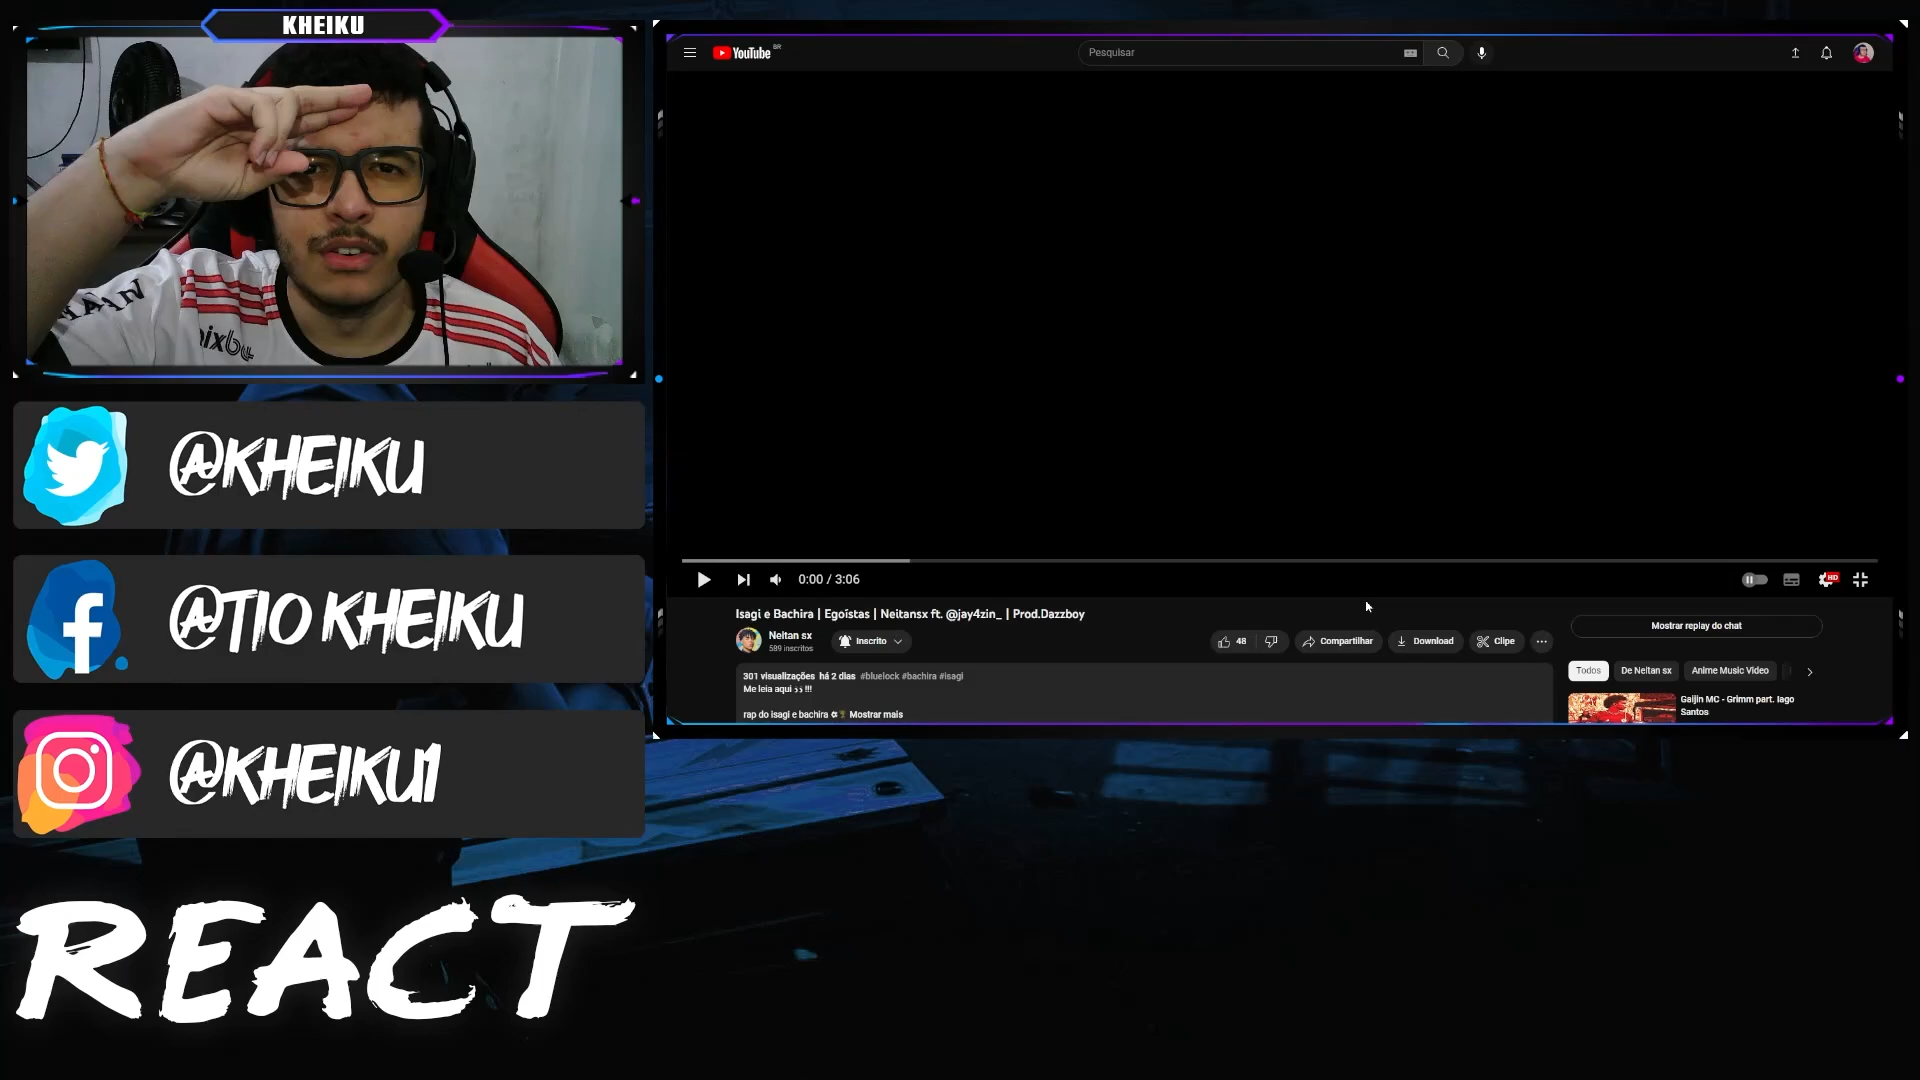 KHEIKU
YouTube BR
Pesquisar
nixbet
@KHEIKU
@TIO KHEIKU
@KHEIKU1
REACT
0:00 / 3:06
HD
Isagi e Bachira | Egoístas | Neitansx ft. @jay4zin_ | Prod.Dazzboy
Neitan sx
589 inscritos
Inscrito
48
Compartilhar
Download
Clipe
301 visualizações há 2 dias #bluelock #bachira #isagi
Me leia aqui !!!
rap do isagi e bachira Mostrar mais
Mostrar replay do chat
Todos
De Neitan sx
Anime Music Video
Gaijin MC - Grimm part. Iago
Santos